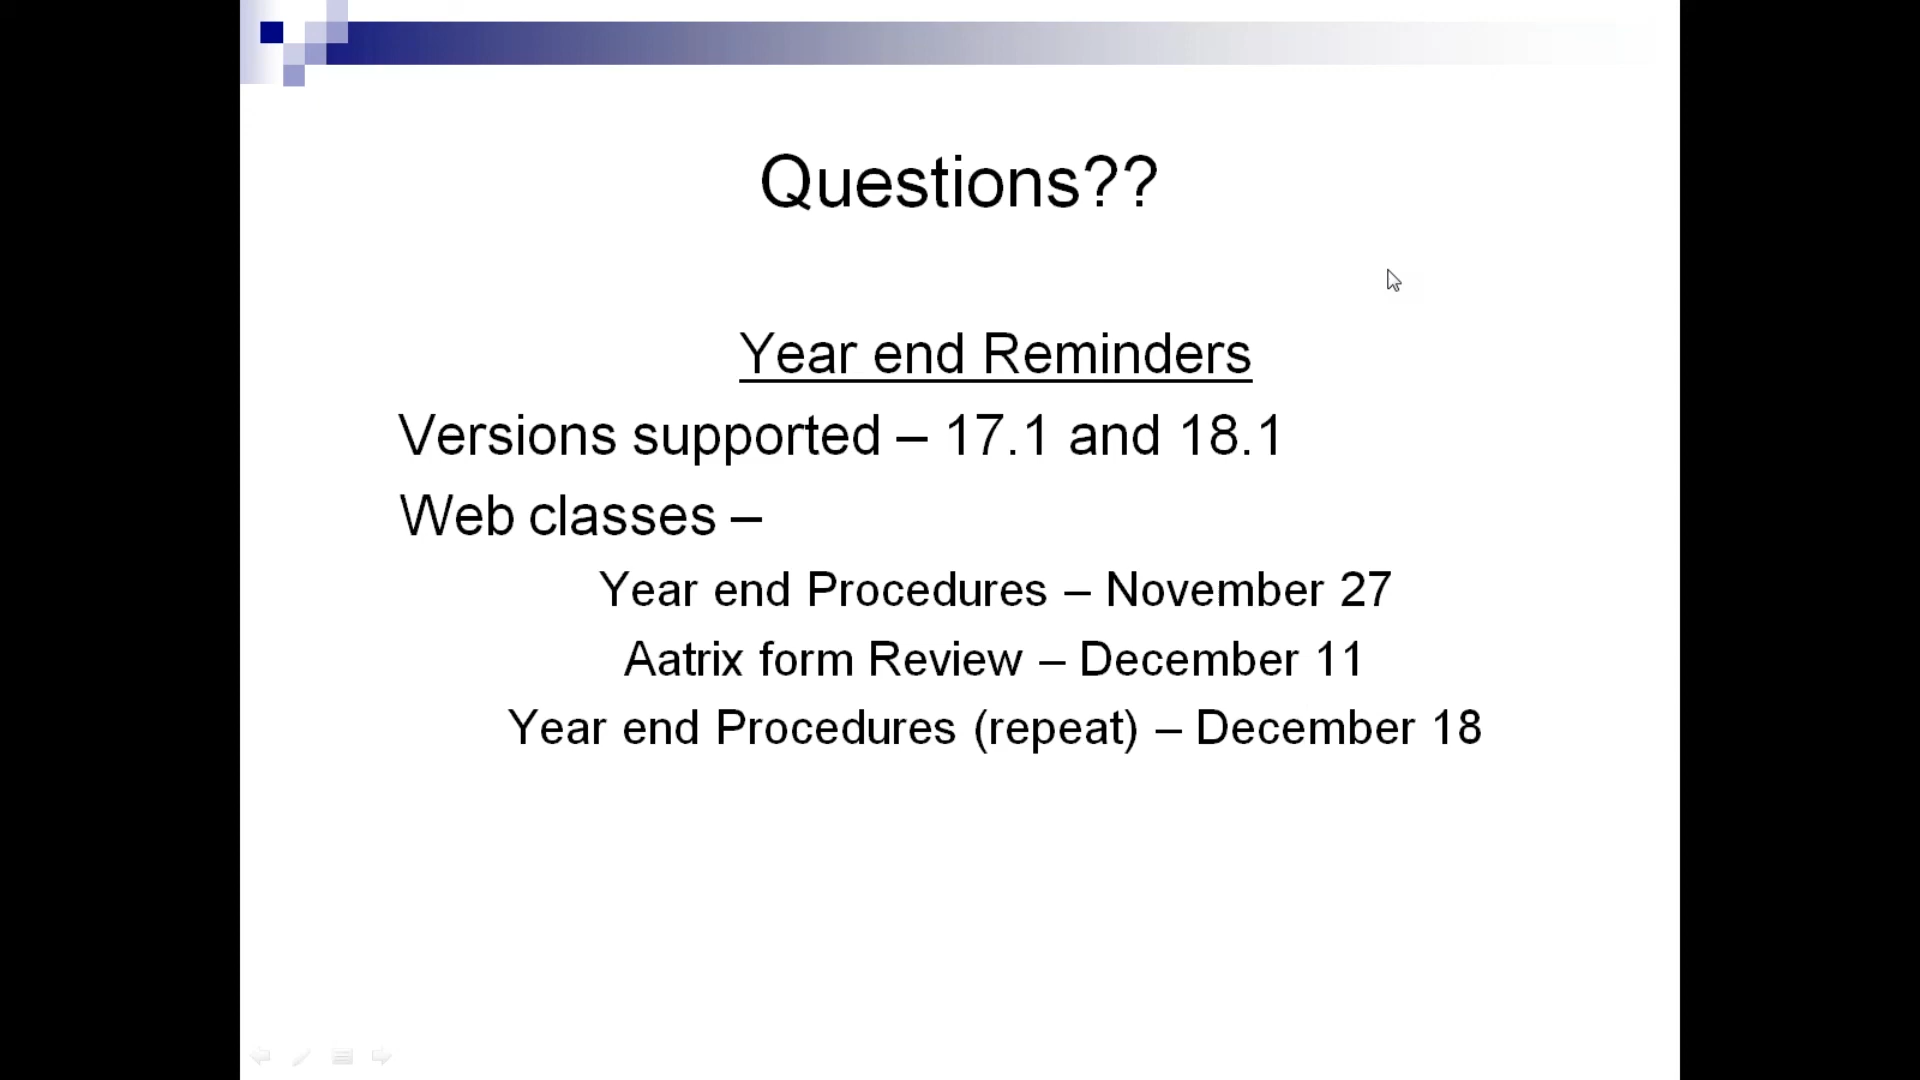 Questions??
Year end Reminders
Versions supported – 17.1 and 18.1
Web classes –
Year end Procedures – November 27
Aatrix form Review – December 11
Year end Procedures (repeat) – December 18